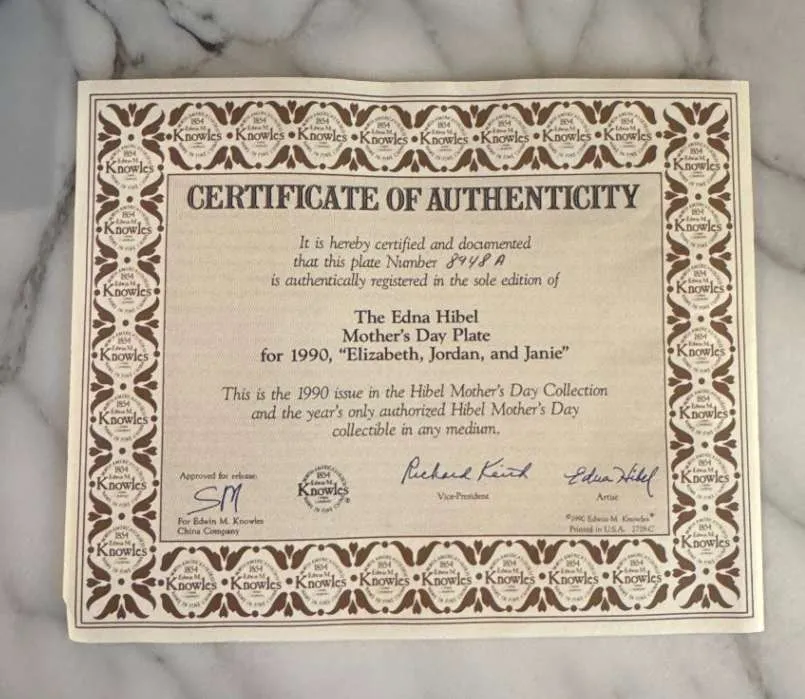 CERTIFICATE OF AUTHENTICITY
It is hereby certified and documented
that this plate Number 8948 A
is authentically registered in the sole edition of
The Edna Hibel
Mother's Day Plate
for 1990, "Elizabeth, Jordan, and Janie"
This is the 1990 issue in the Hibel Mother's Day Collection
and the year's only authorized Hibel Mother's Day
collectible in any medium.
Approved for release:
SM
For Edwin M. Knowles
China Company
1854
Edwin M.
Knowles
Richard Keith
Vice-President
Edna Hibel
Artist
©1990 Edwin M. Knowles
Printed in U.S.A.